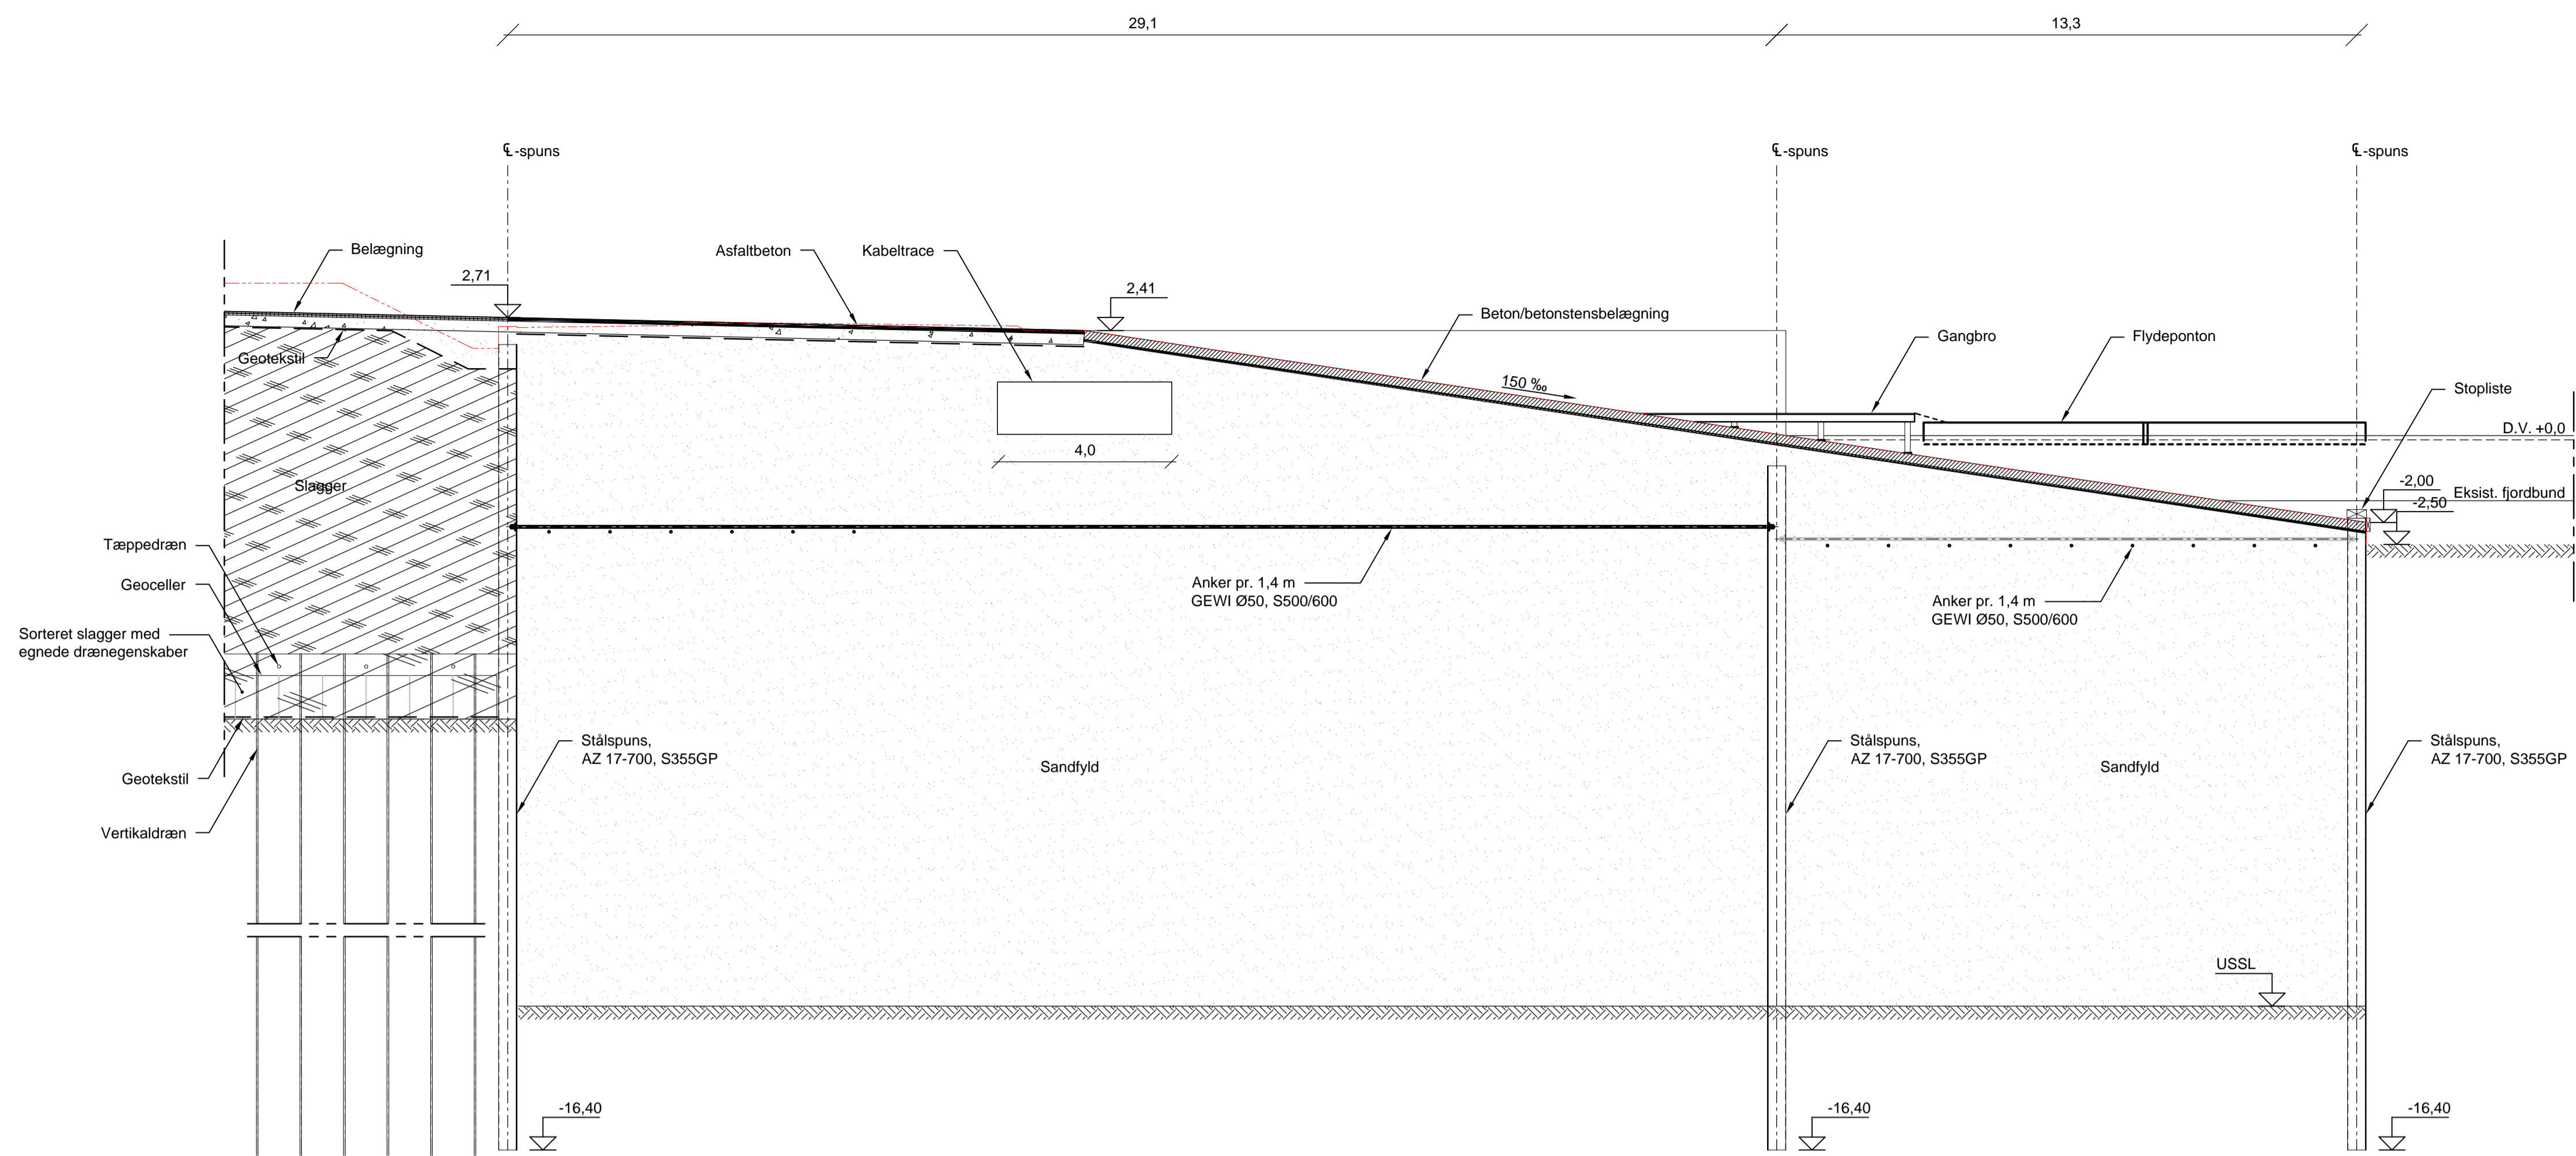 29,1
13,3
℄-spuns
℄-spuns
℄-spuns
Belægning
Asfaltbeton
Kabeltrace
2,71
2,41
Beton/betonstensbelægning
Gangbro
Flydeponton
Geotekstil
150 ‰
Stopliste
D.V. +0,0
4,0
Slagger
-2,00
Eksist. fjordbund
-2,50
Tæppedræn
Geoceller
Anker pr. 1,4 m
GEWI Ø50, S500/600
Anker pr. 1,4 m
GEWI Ø50, S500/600
Sorteret slagger med
egnede drænegenskaber
Stålspuns,
AZ 17-700, S355GP
Stålspuns,
AZ 17-700, S355GP
Stålspuns,
AZ 17-700, S355GP
Sandfyld
Sandfyld
Geotekstil
Vertikaldræn
USSL
-16,40
-16,40
-16,40